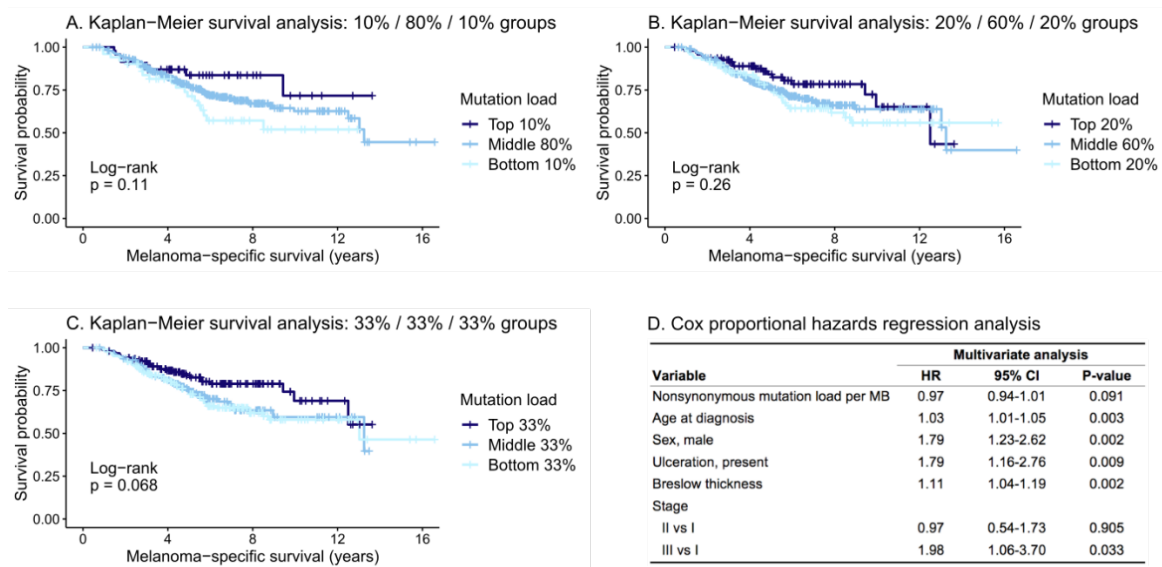 A. Kaplan−Meier survival analysis: 10% / 80% / 10% groups
1.00
0.75
0.50
0.25
0.00
Survival probability
Log−rank
p = 0.11
0 4 8 12 16
Melanoma−specific survival (years)
Mutation load
Top 10%
Middle 80%
Bottom 10%
B. Kaplan−Meier survival analysis: 20% / 60% / 20% groups
1.00
0.75
0.50
0.25
0.00
Survival probability
Log−rank
p = 0.26
0 4 8 12 16
Melanoma−specific survival (years)
Mutation load
Top 20%
Middle 60%
Bottom 20%
C. Kaplan−Meier survival analysis: 33% / 33% / 33% groups
1.00
0.75
0.50
0.25
0.00
Survival probability
Log−rank
p = 0.068
0 4 8 12 16
Melanoma−specific survival (years)
Mutation load
Top 33%
Middle 33%
Bottom 33%
D. Cox proportional hazards regression analysis
Multivariate analysis
Variable HR 95% CI P-value
Nonsynonymous mutation load per MB 0.97 0.94-1.01 0.091
Age at diagnosis 1.03 1.01-1.05 0.003
Sex, male 1.79 1.23-2.62 0.002
Ulceration, present 1.79 1.16-2.76 0.009
Breslow thickness 1.11 1.04-1.19 0.002
Stage
II vs I 0.97 0.54-1.73 0.905
III vs I 1.98 1.06-3.70 0.033